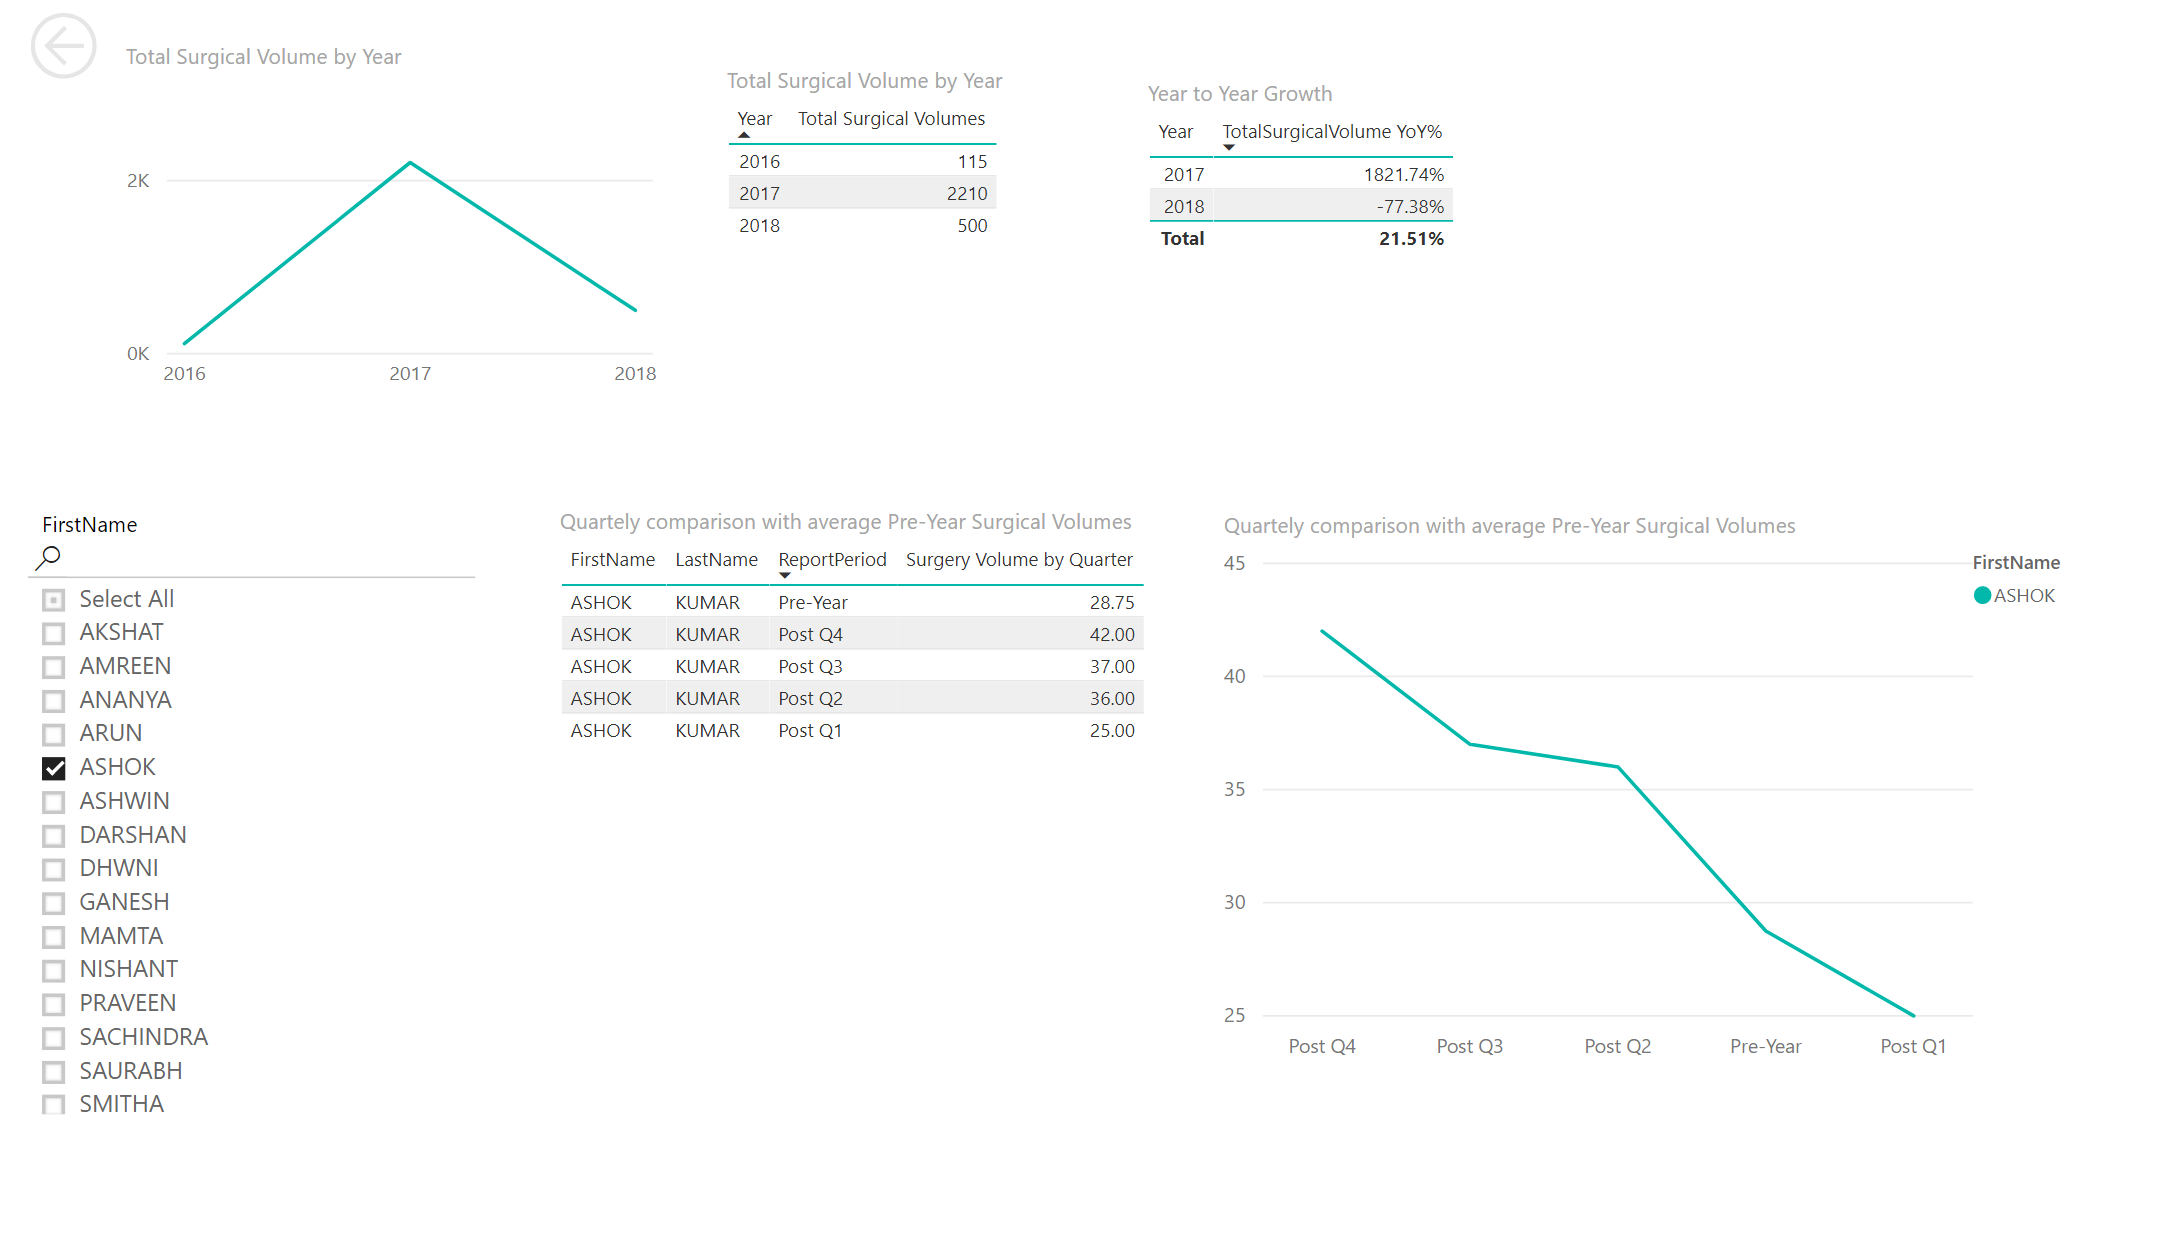 Total Surgical Volume by Year
2K
0K
2016 2017 2018
Total Surgical Volume by Year
Year Total Surgical Volumes
2016 115
2017 2210
2018 500
Year to Year Growth
Year TotalSurgicalVolume YoY%
2017 1821.74%
2018 -77.38%
Total 21.51%
FirstName
Select All
AKSHAT
AMREEN
ANANYA
ARUN
ASHOK
ASHWIN
DARSHAN
DHWNI
GANESH
MAMTA
NISHANT
PRAVEEN
SACHINDRA
SAURABH
SMITHA
Quartely comparison with average Pre-Year Surgical Volumes
FirstName LastName ReportPeriod Surgery Volume by Quarter
ASHOK KUMAR Pre-Year 28.75
ASHOK KUMAR Post Q4 42.00
ASHOK KUMAR Post Q3 37.00
ASHOK KUMAR Post Q2 36.00
ASHOK KUMAR Post Q1 25.00
Quartely comparison with average Pre-Year Surgical Volumes
45
40
35
30
25
Post Q4 Post Q3 Post Q2 Pre-Year Post Q1
FirstName
ASHOK